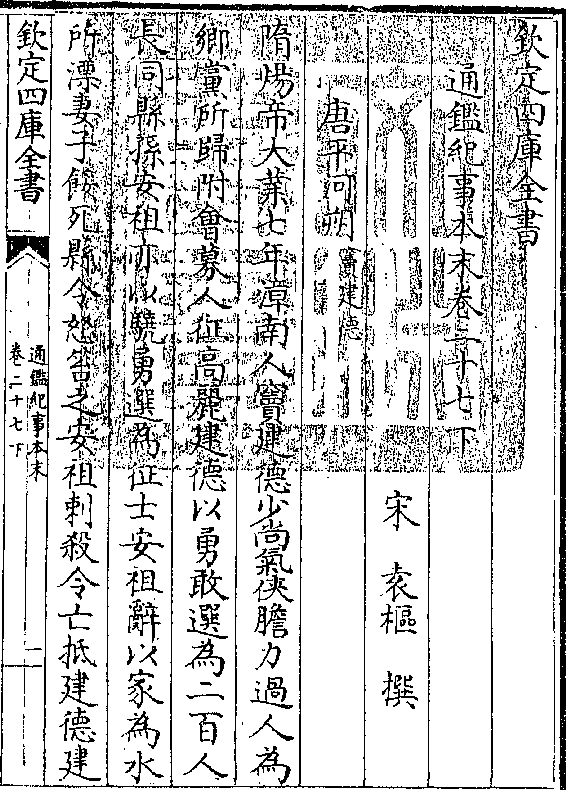 欽定四庫全書
通鑑紀事本末卷二十七下
宋 袁樞 撰
唐平河朔 竇建德
隋煬帝大業七年漳南人竇建德少尚氣俠膽力過人為
鄉黨所歸附會募人征高麗建德以勇敢選為二百人
長同縣孫安祖亦以驍勇選為征士安祖辭以家為水
所漂妻子餒死縣令怒笞之安祖刺殺令亡抵建德建
欽定四庫全書
通鑑紀事本末
卷二十七下
一